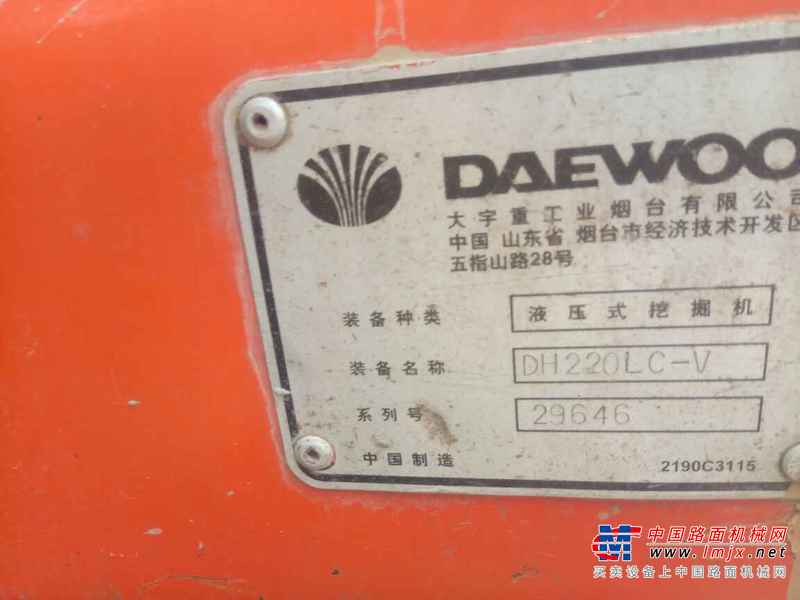 DAEWOO
大宇重工业烟台有限公司
中国 山东省 烟台市经济技术开发区
五指山路28号
装备种类 液压式挖掘机
装备名称 DH220LC-V
系列号 29646
中国制造 2190C3115
中国路面机械网
www.lmjx.net
买卖设备上中国路面机械网